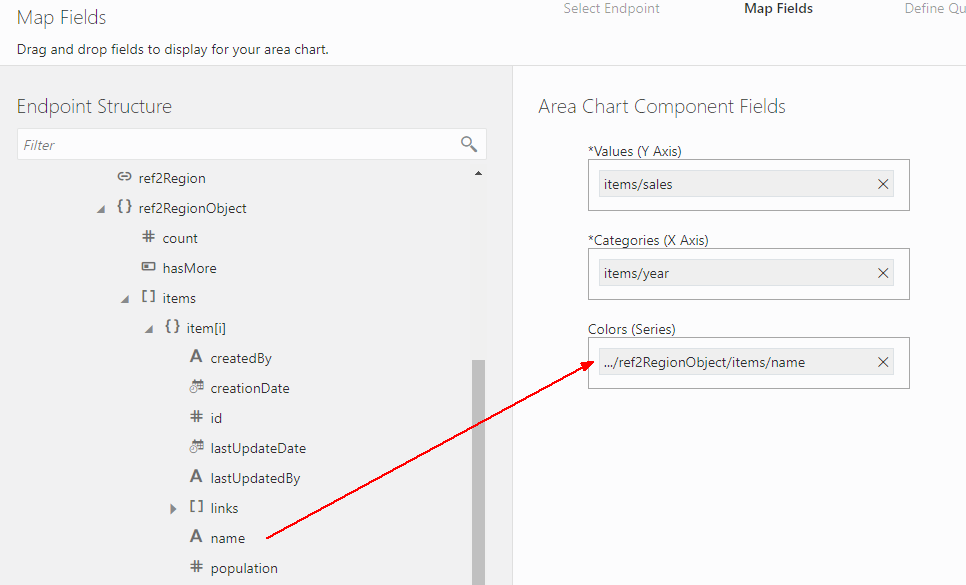 Map Fields
Select Endpoint
Map Fields
Define Qu
Drag and drop fields to display for your area chart.
Endpoint Structure
Filter
ref2Region
{} ref2RegionObject
# count
hasMore
[] items
{} item[i]
A createdBy
creationDate
# id
lastUpdateDate
A lastUpdatedBy
[] links
A name
# population
Area Chart Component Fields
*Values (Y Axis)
items/sales
*Categories (X Axis)
items/year
Colors (Series)
.../ref2RegionObject/items/name